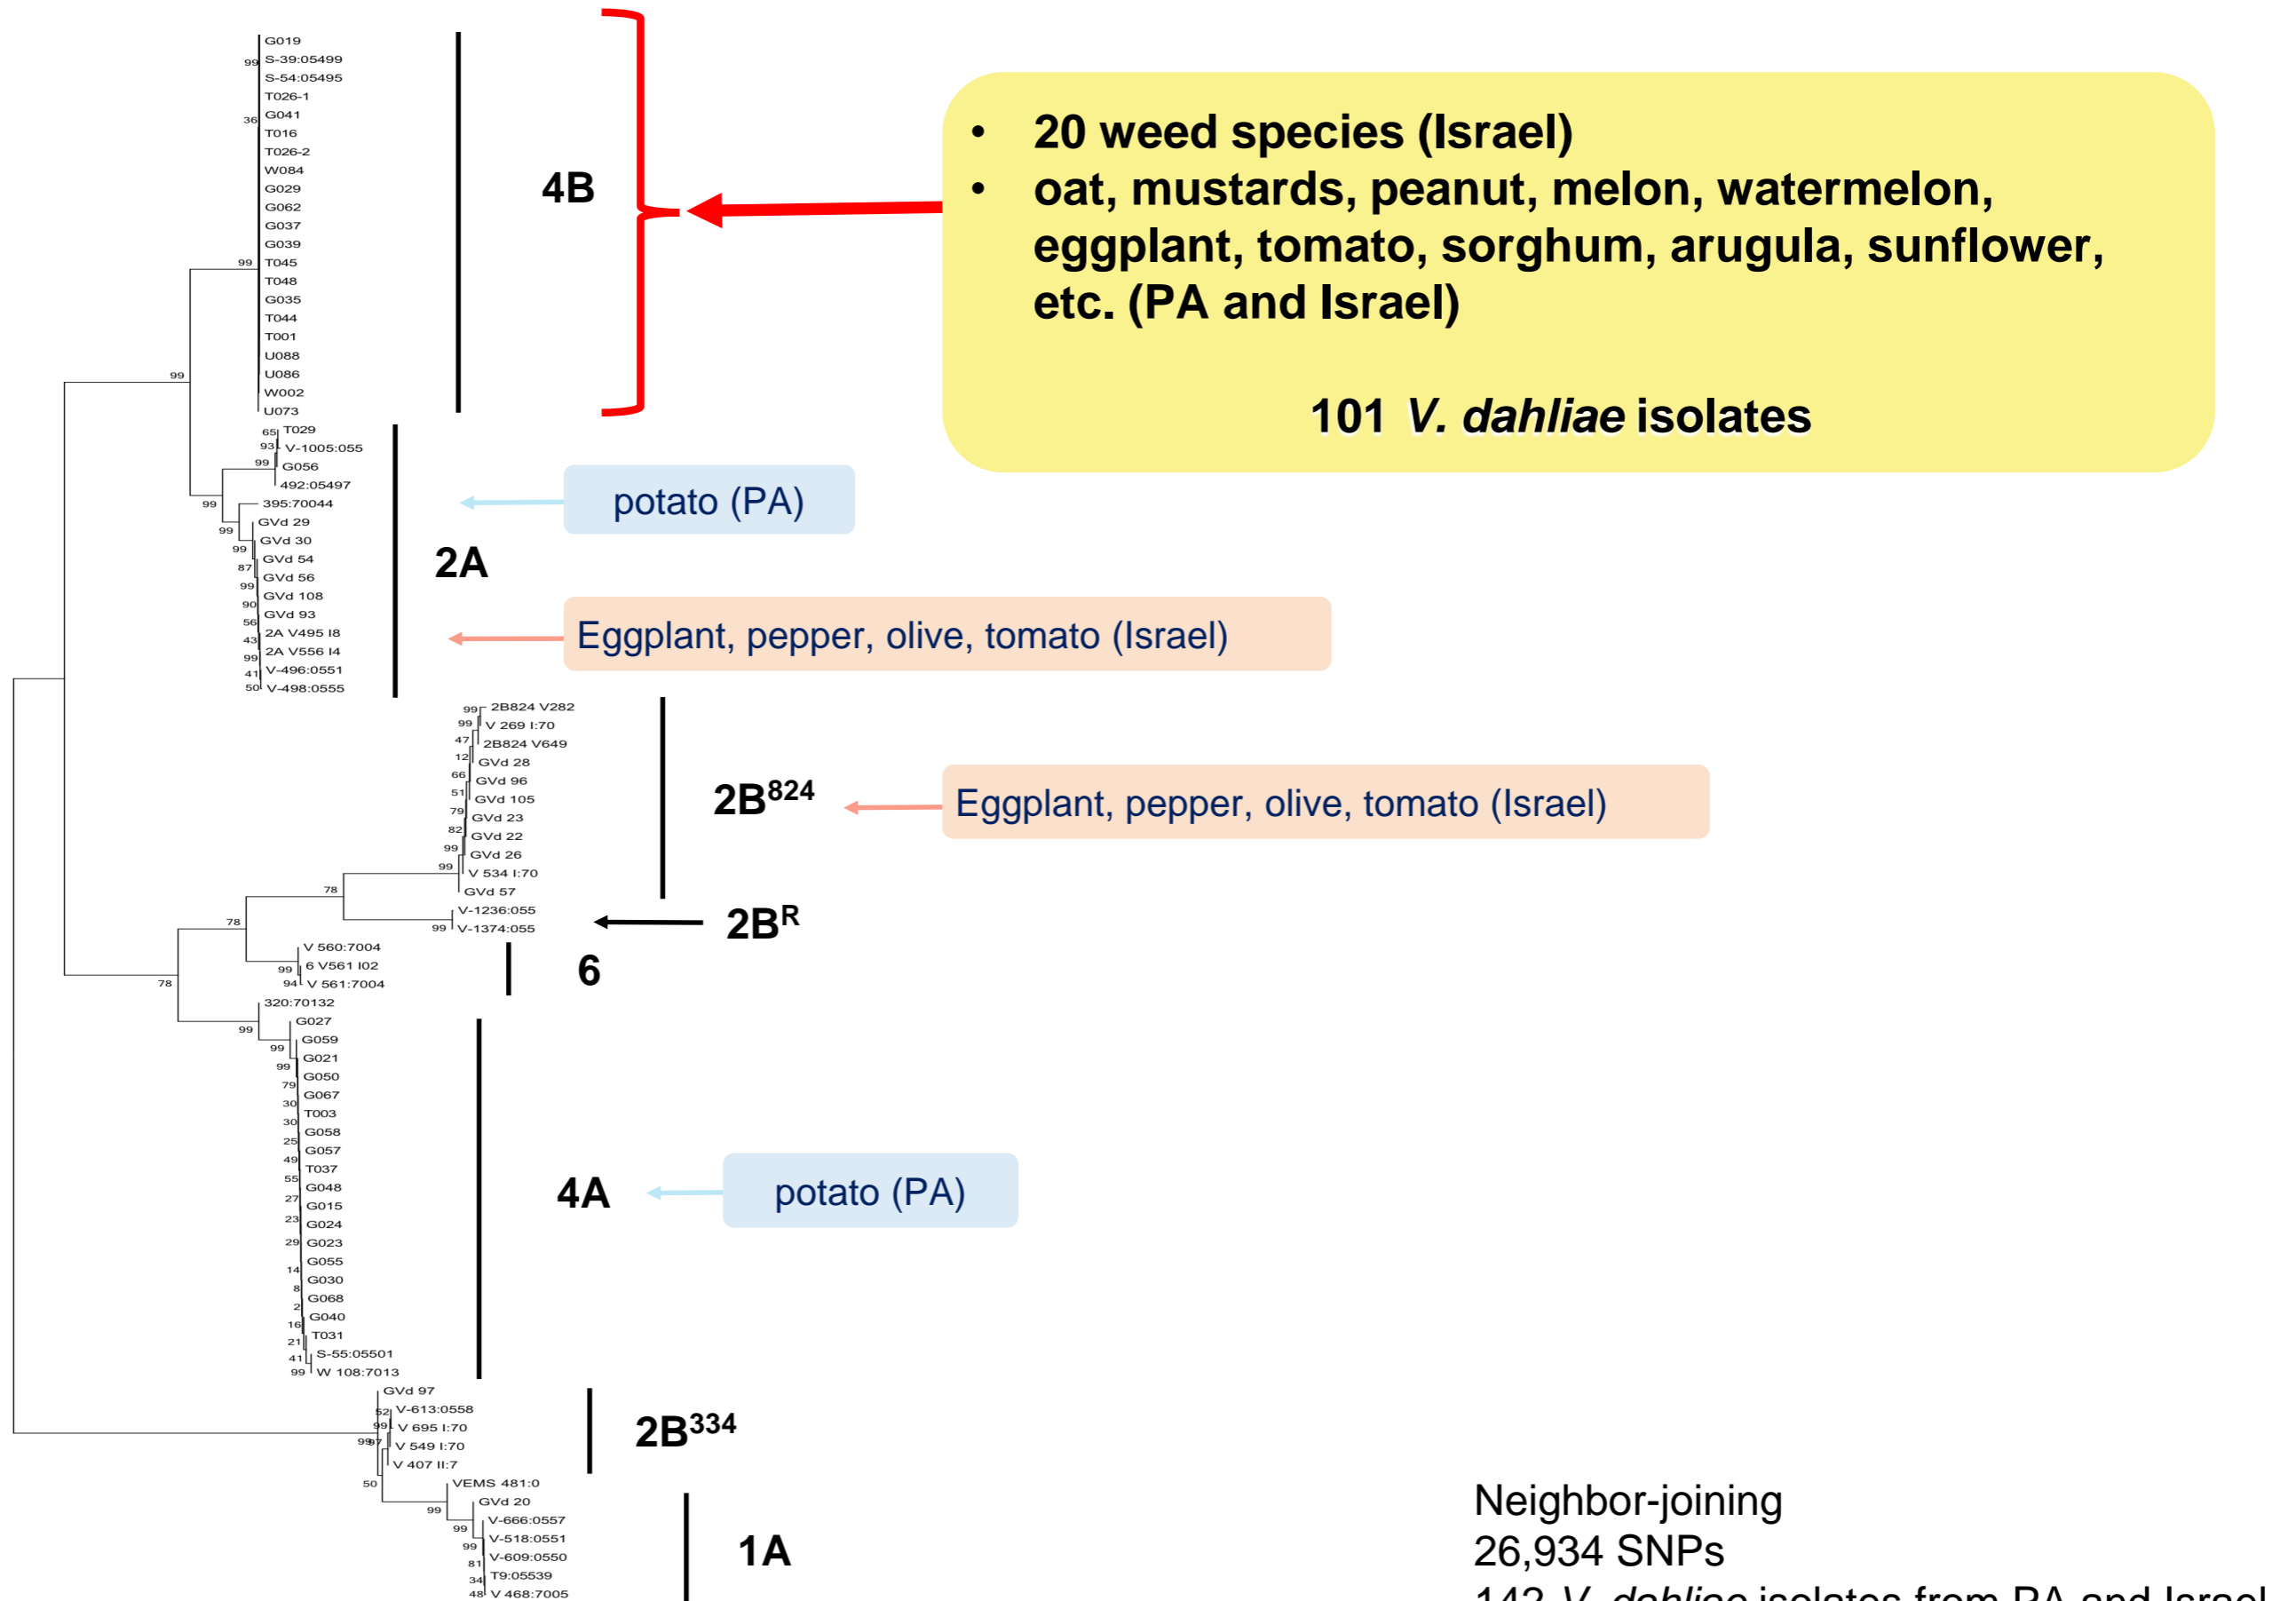 G019
99
S-39:05499
S-54:05495
T026-1
G041
36
T016
T026-2
W084
G029
G062
G037
G039
99
T045
T048
G035
T044
T001
U088
99
U086
W002
U073
4B
• 20 weed species (Israel)
• oat, mustards, peanut, melon, watermelon,
eggplant, tomato, sorghum, arugula, sunflower,
etc. (PA and Israel)
101 V. dahliae isolates
65
T029
93
V-1005:055
99
G056
492:05497
99
395:70044
99
GVd 29
99
GVd 30
GVd 54
87
GVd 56
99
GVd 108
90
GVd 93
56
2A V495 I8
43
2A V556 I4
99
V-496:0551
41
50
V-498:0555
2A
potato (PA)
Eggplant, pepper, olive, tomato (Israel)
99
2B824 V282
99
V 269 I:70
47
2B824 V649
12
GVd 28
66
GVd 96
51
GVd 105
79
GVd 23
82
GVd 22
99
GVd 26
99
V 534 I:70
78
GVd 57
2B824
Eggplant, pepper, olive, tomato (Israel)
V-1236:055
78
99
V-1374:055
2BR
V 560:7004
99
6 V561 I02
78
94
V 561:7004
6
320:70132
99
G027
99
G059
99
G021
G050
79
G067
30
T003
30
G058
25
G057
49
T037
55
G048
27
G015
23
G024
29
G023
G055
14
G030
8
G068
2
G040
16
T031
21
S-55:05501
41
99
W 108:7013
4A
potato (PA)
GVd 97
52
V-613:0558
99
V 695 I:70
99
97
V 549 I:70
V 407 II:7
2B334
50
VEMS 481:0
99
GVd 20
99
V-666:0557
V-518:0551
99
V-609:0550
81
T9:05539
34
48
V 468:7005
1A
Neighbor-joining
26,934 SNPs
142 V. dahliae isolates from PA and Israel